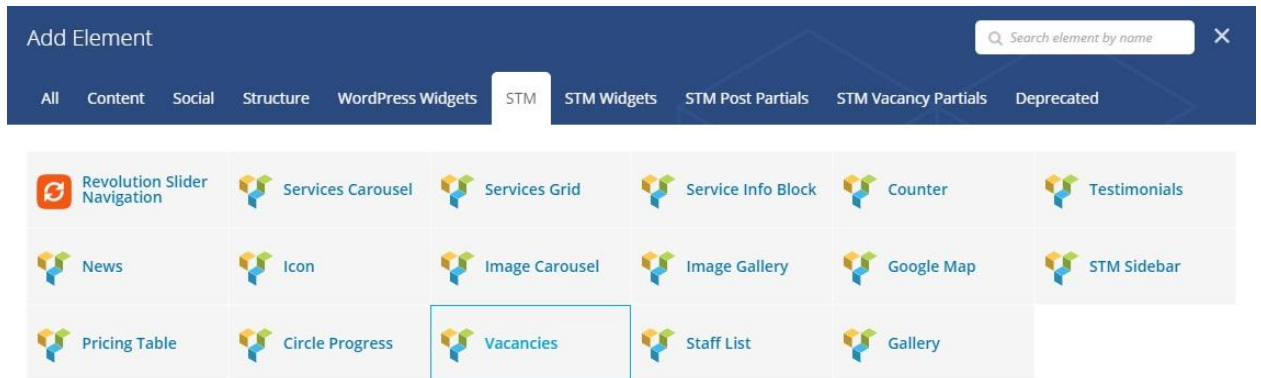 Add Element
Search element by name
All Content Social Structure WordPress Widgets STM STM Widgets STM Post Partials STM Vacancy Partials Deprecated
Revolution Slider
Navigation
Services Carousel
Services Grid
Service Info Block
Counter
Testimonials
News
Icon
Image Carousel
Image Gallery
Google Map
STM Sidebar
Pricing Table
Circle Progress
Vacancies
Staff List
Gallery